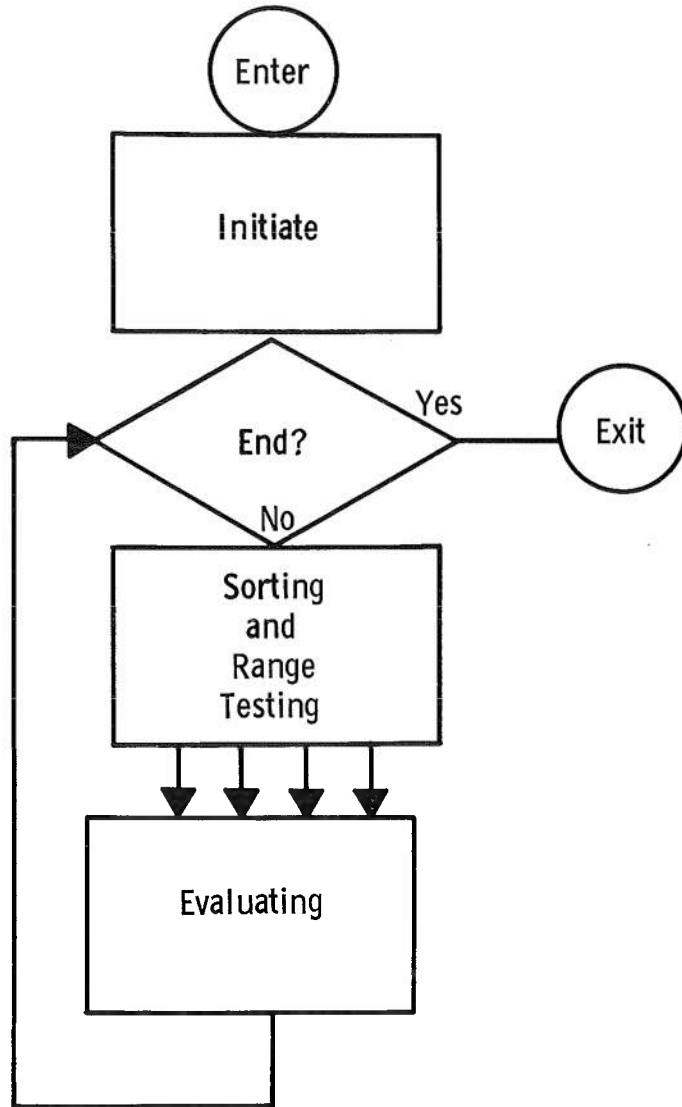 Enter
Initiate
End?
Yes
Exit
No
Sorting
and
Range
Testing
Evaluating